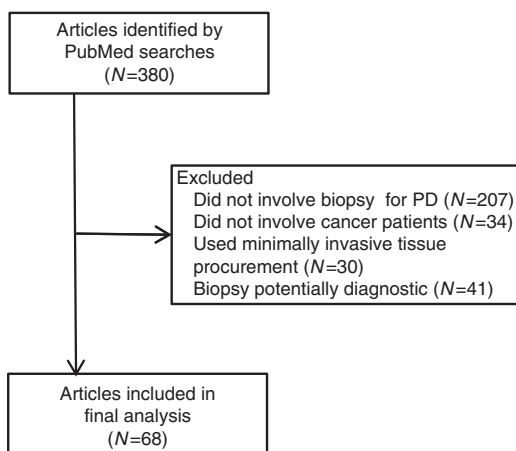 Articles identified by
PubMed searches
(N=380)
Excluded
Did not involve biopsy for PD (N=207)
Did not involve cancer patients (N=34)
Used minimally invasive tissue
procurement (N=30)
Biopsy potentially diagnostic (N=41)
Articles included in
final analysis
(N=68)